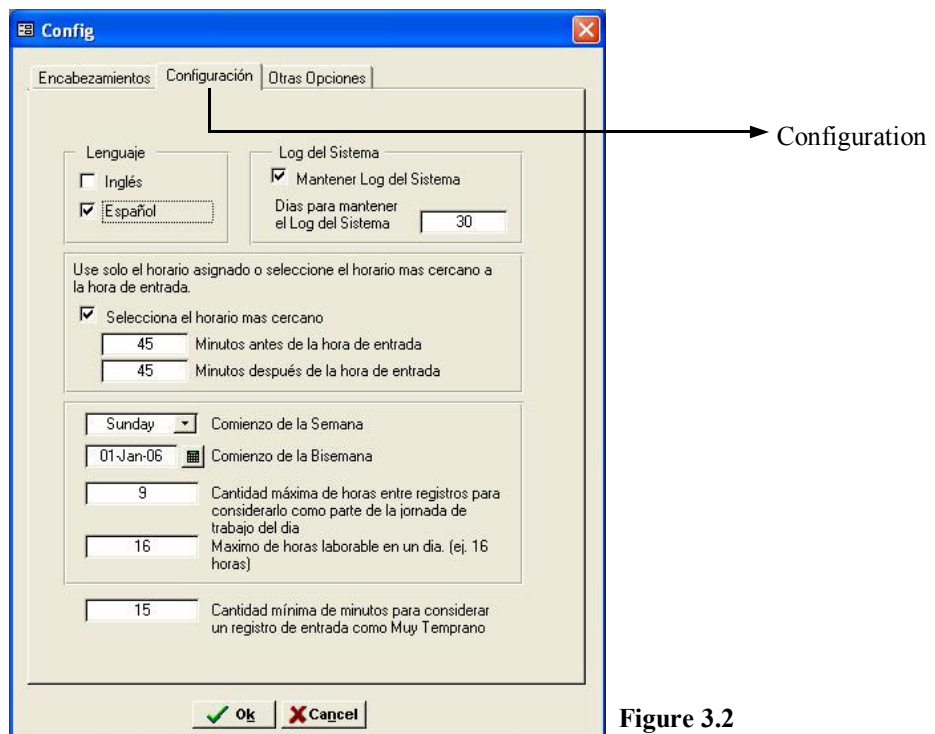 Config
Encabezamientos Configuración Otras Opciones
Configuration
Lenguaje
Inglés
Español
Log del Sistema
Mantener Log del Sistema
Dias para mantener
el Log del Sistema 30
Use solo el horario asignado o seleccione el horario mas cercano a
la hora de entrada.
Selecciona el horario mas cercano
45 Minutos antes de la hora de entrada
45 Minutos después de la hora de entrada
Sunday Comienzo de la Semana
01-Jan-06 Comienzo de la Bisemana
9 Cantidad máxima de horas entre registros para
considerarlo como parte de la jornada de
trabajo del dia
16 Maximo de horas laborable en un dia. (ej. 16
horas)
15 Cantidad mínima de minutos para considerar
un registro de entrada como Muy Temprano
Ok Cancel
Figure 3.2